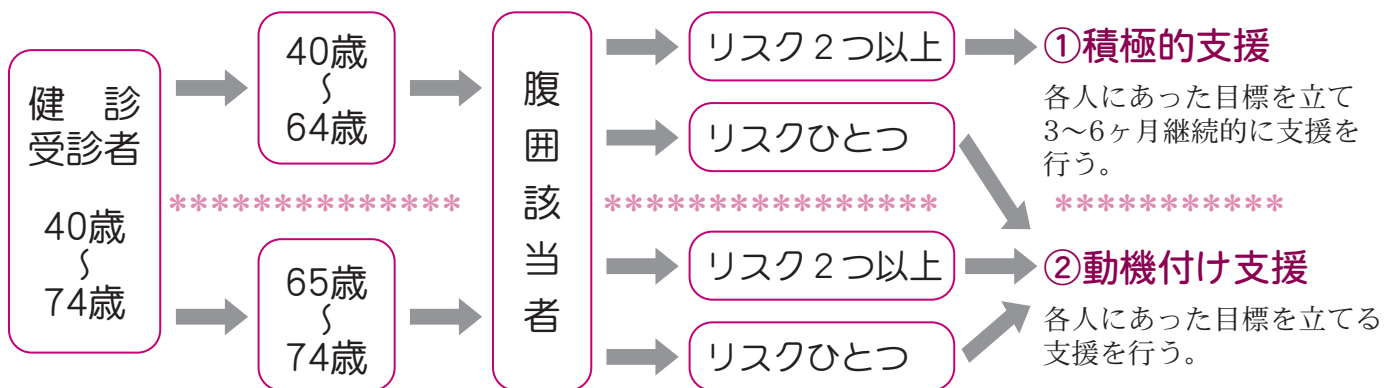 健　診
受診者
40歳
〜
74歳
40歳
〜
64歳
65歳
〜
74歳
腹囲該当者
リスク２つ以上
リスクひとつ
**************
****************
***********
リスク２つ以上
リスクひとつ
①積極的支援
各人にあった目標を立て
3〜6ヶ月継続的に支援を
行う。
②動機付け支援
各人にあった目標を立てる
支援を行う。